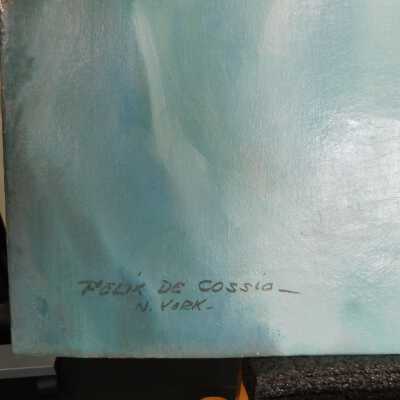 FELIX DE COSSIO_
N. YORK-